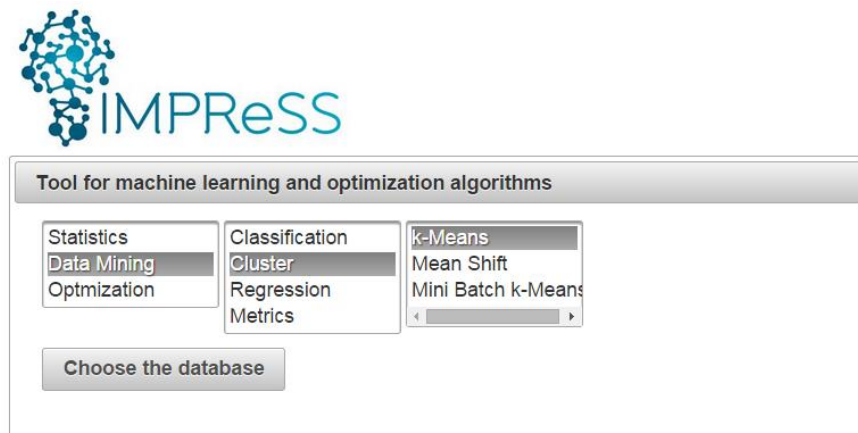 IMPReSS
Tool for machine learning and optimization algorithms
Statistics
Data Mining
Optmization
Classification
Cluster
Regression
Metrics
k-Means
Mean Shift
Mini Batch k-Means
Choose the database